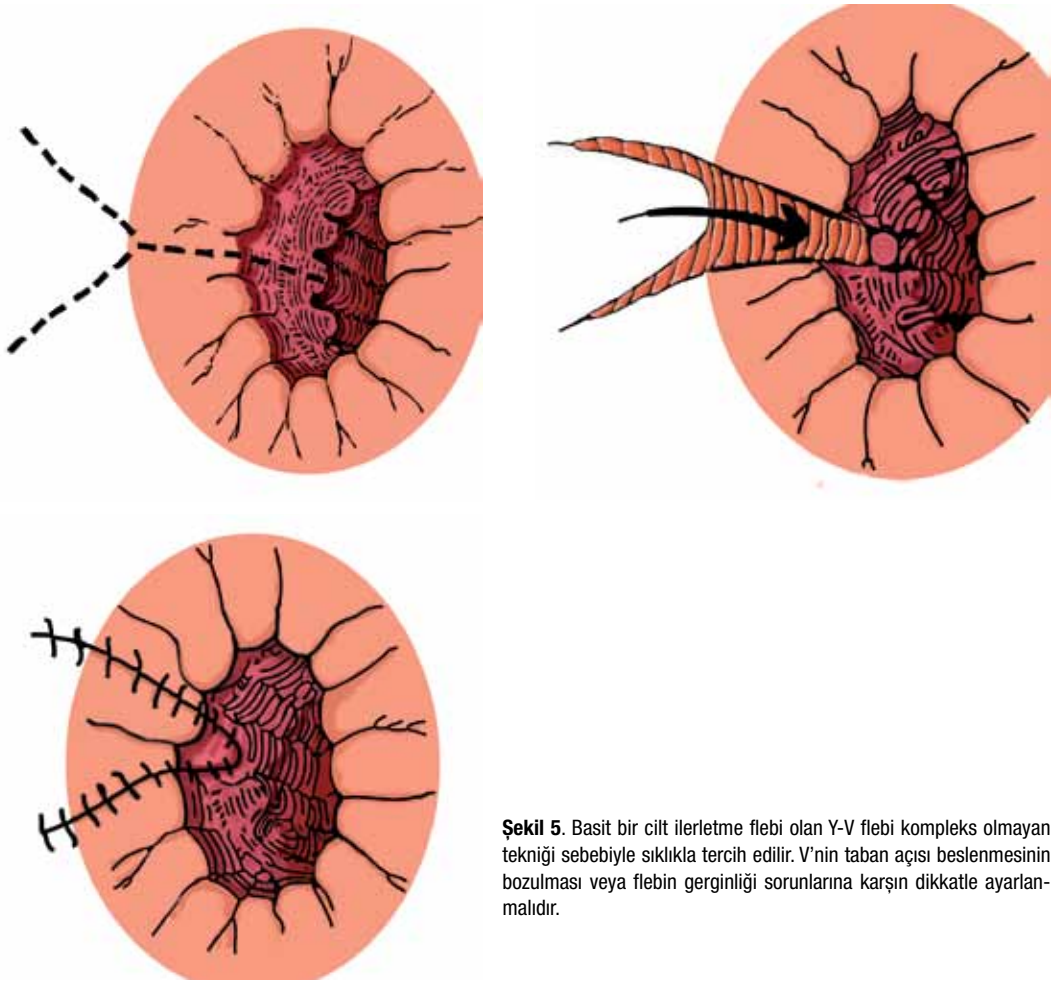 Şekil 5. Basit bir cilt ilerletme flebi olan Y-V flebi kompleks olmayan
tekniği sebebiyle sıklıkla tercih edilir. V’nin taban açısı beslenmesinin
bozulması veya flebin gerginliği sorunlarına karşın dikkatle ayarlan-
malıdır.